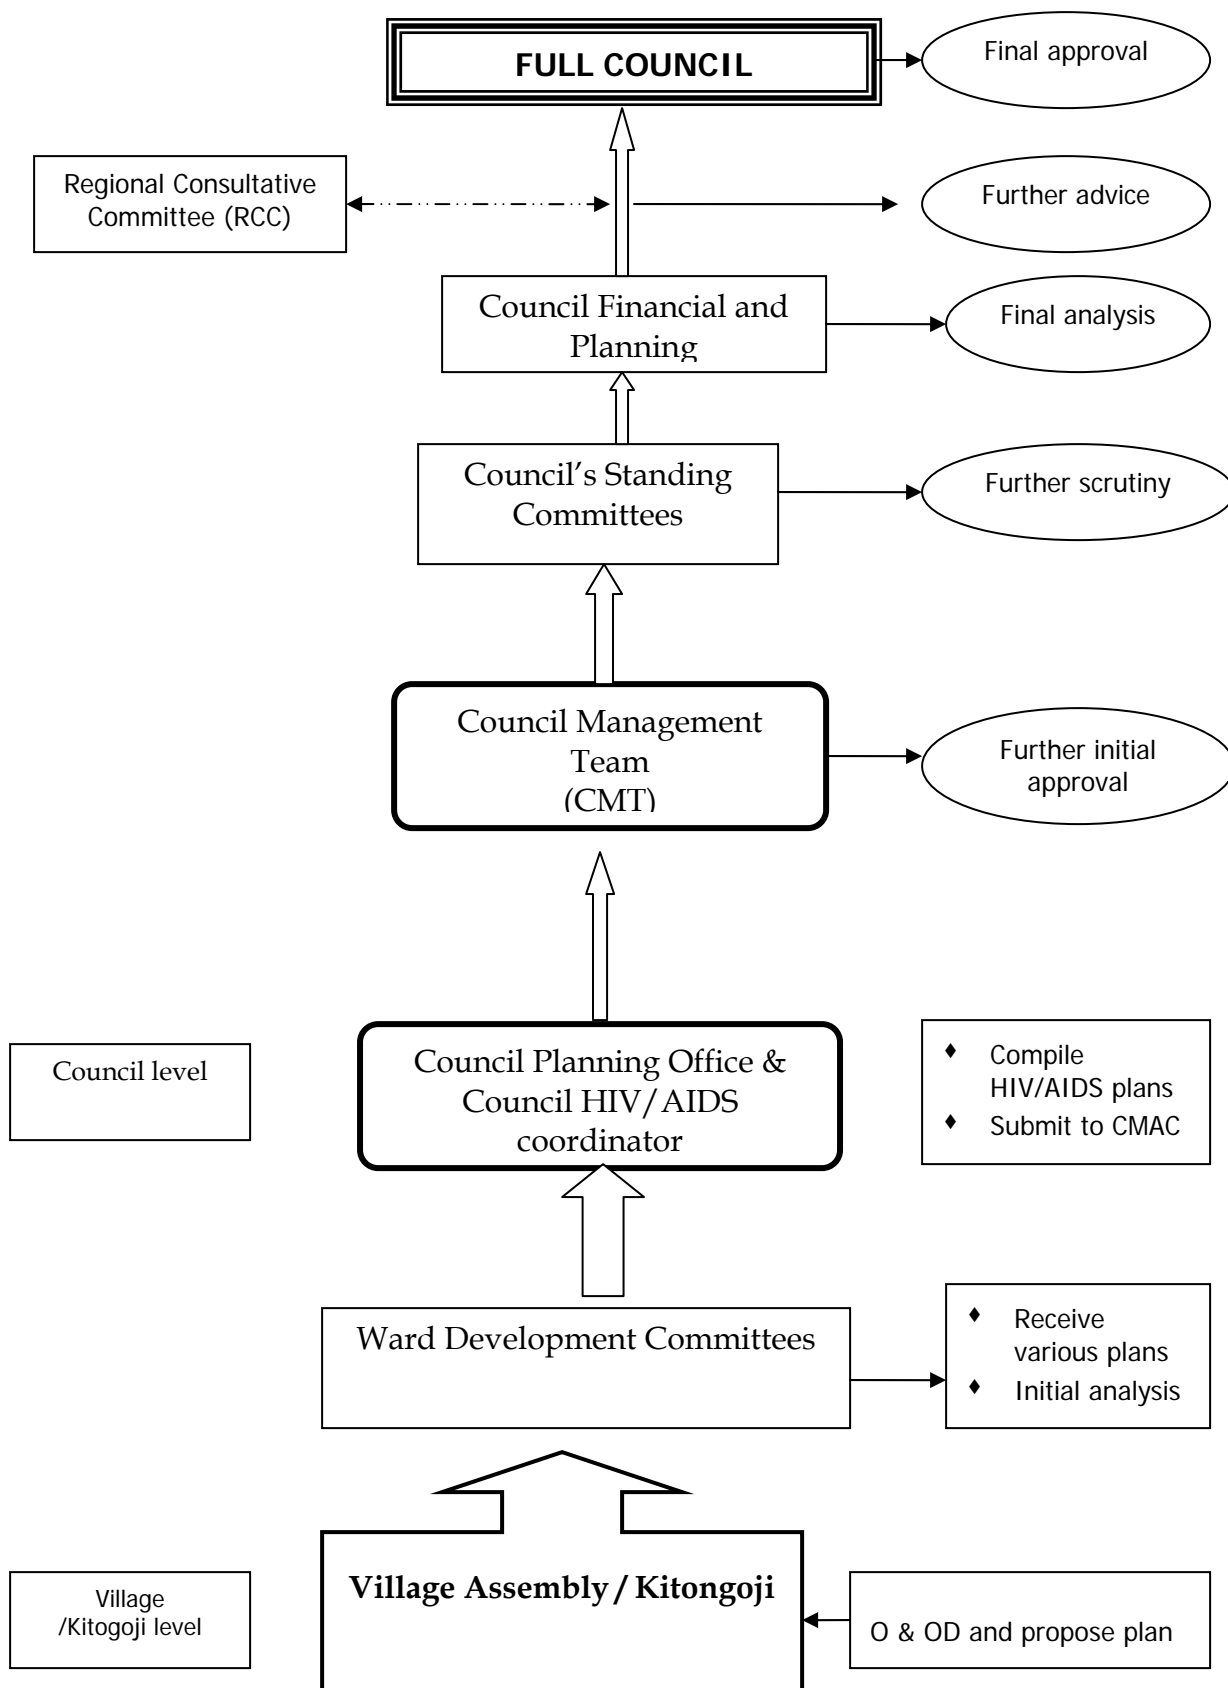 FULL COUNCIL
Final approval
Regional Consultative
Committee (RCC)
Further advice
Council Financial and
Planning
Final analysis
Council’s Standing
Committees
Further scrutiny
Council Management
Team
(CMT)
Further initial
approval
Council level
Council Planning Office &
Council HIV/AIDS
coordinator
♦ Compile
HIV/AIDS plans
♦ Submit to CMAC
Ward Development Committees
♦ Receive
various plans
♦ Initial analysis
Village Assembly/Kitongoji
Village
/Kitogoji level
O & OD and propose plan